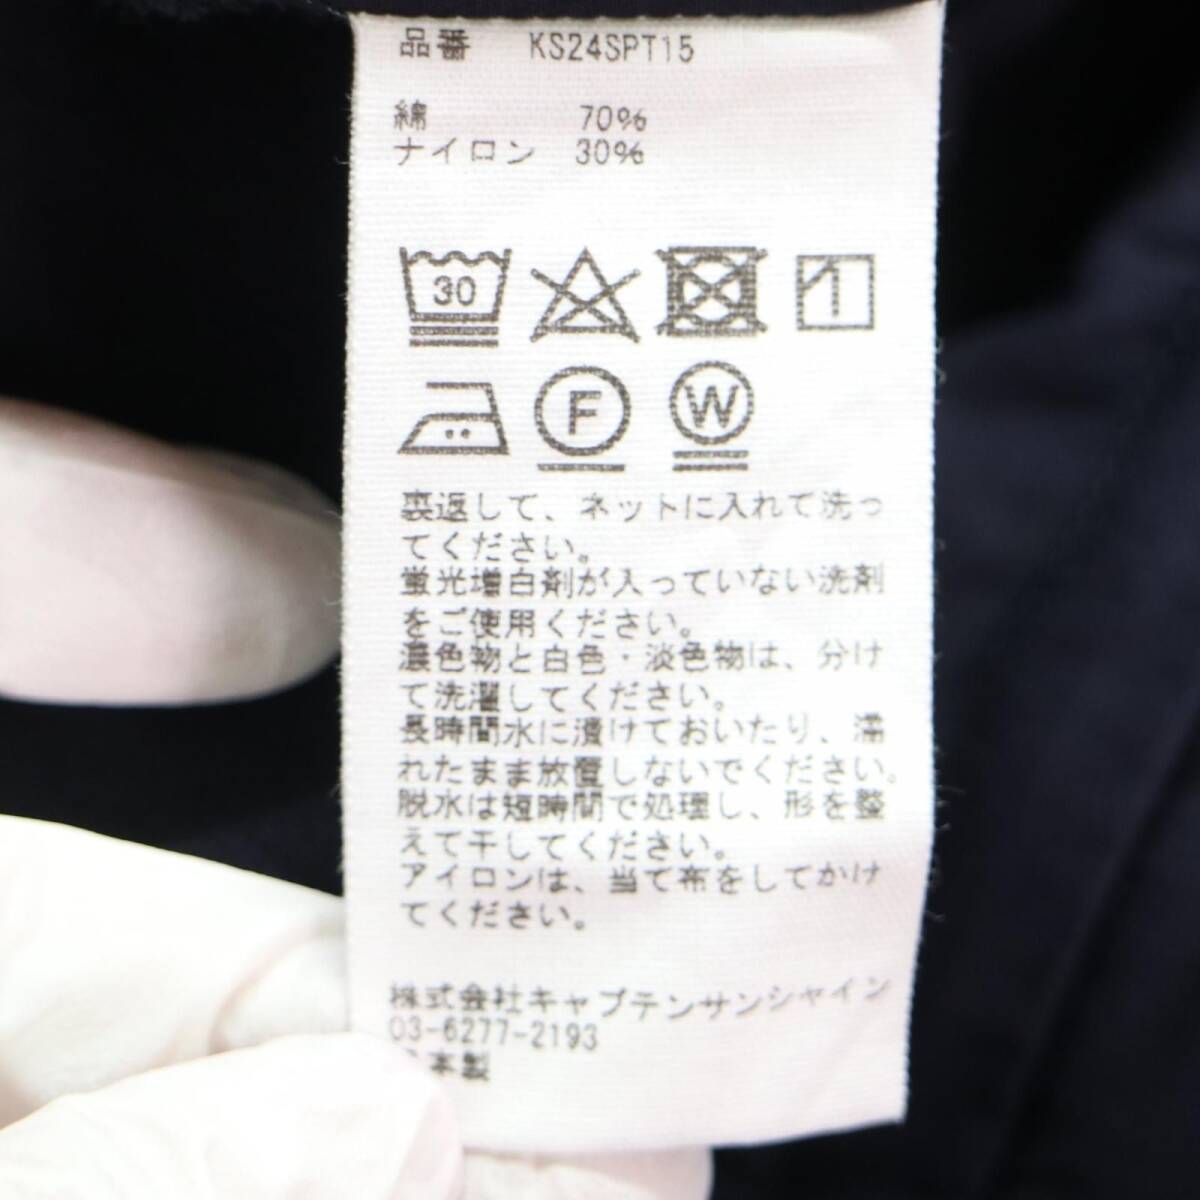 品番 KS24SPT15
綿 70%
ナイロン 30%
30
F W
裏返して、ネットに入れて洗っ
てください。
蛍光増白剤が入っていない洗剤
をご使用ください。
濃色物と白色・淡色物は、分け
て洗濯してください。
長時間水に漬けておいたり、濡
れたまま放置しないでください。
脱水は短時間で処理し、形を整
えて干してください。
アイロンは、当て布をしてかけ
てください。
株式会社キャプテンサンシャイン
03-6277-2193
日本製